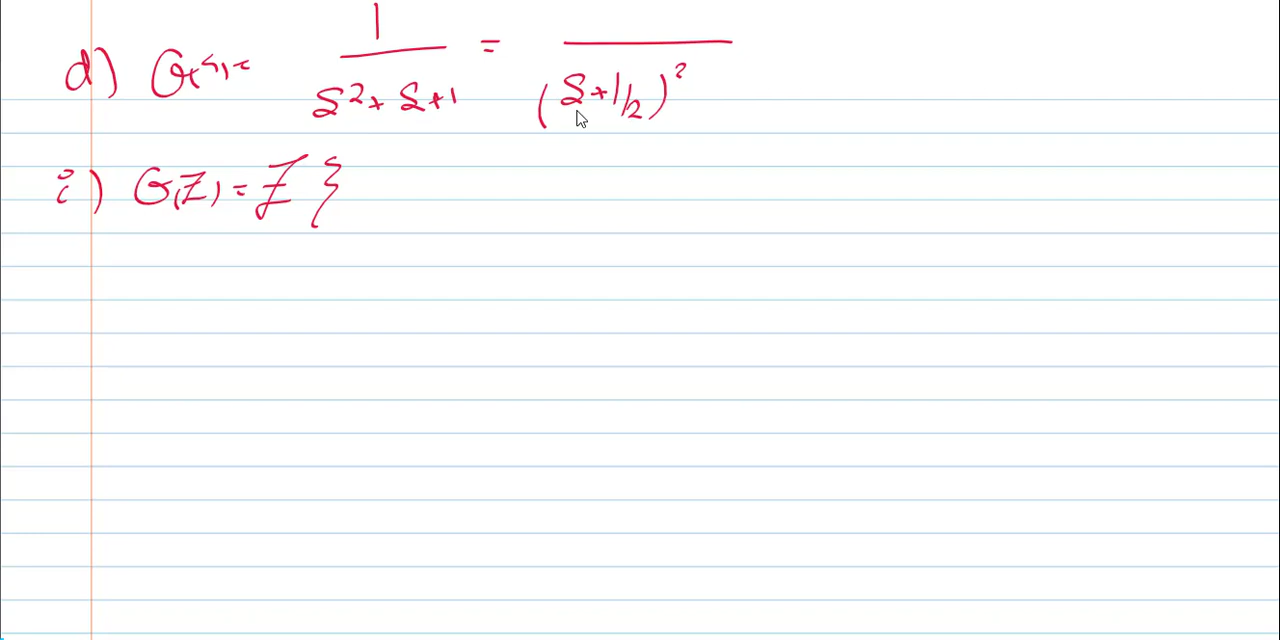 d) G(s) = 1 / (s² + s + 1) = / (s + 1/2)²
i) G(z) = Z {